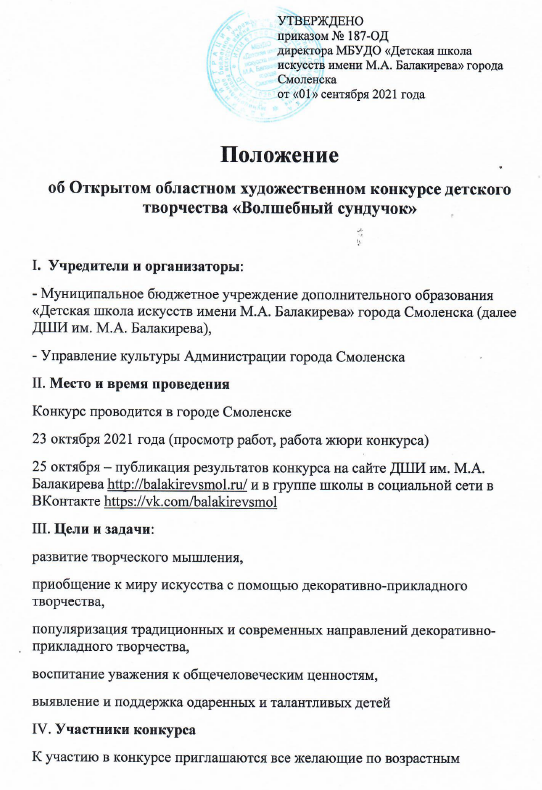 УТВЕРЖДЕНО
приказом № 187-ОД
директора МБУДО «Детская школа
искусств имени М.А. Балакирева» города
Смоленска
от «01» сентября 2021 года
Положение
об Открытом областном художественном конкурсе детского
творчества «Волшебный сундучок»
I. Учредители и организаторы:
- Муниципальное бюджетное учреждение дополнительного образования
«Детская школа искусств имени М.А. Балакирева» города Смоленска (далее
ДШИ им. М.А. Балакирева),
- Управление культуры Администрации города Смоленска
II. Место и время проведения
Конкурс проводится в городе Смоленске
23 октября 2021 года (просмотр работ, работа жюри конкурса)
25 октября – публикация результатов конкурса на сайте ДШИ им. М.А.
Балакирева http://balakirevsmol.ru/ и в группе школы в социальной сети в
ВКонтакте https://vk.com/balakirevsmol
III. Цели и задачи:
развитие творческого мышления,
приобщение к миру искусства с помощью декоративно-прикладного
творчества,
популяризация традиционных и современных направлений декоративно-
прикладного творчества,
воспитание уважения к общечеловеческим ценностям,
выявление и поддержка одаренных и талантливых детей
IV. Участники конкурса
К участию в конкурсе приглашаются все желающие по возрастным